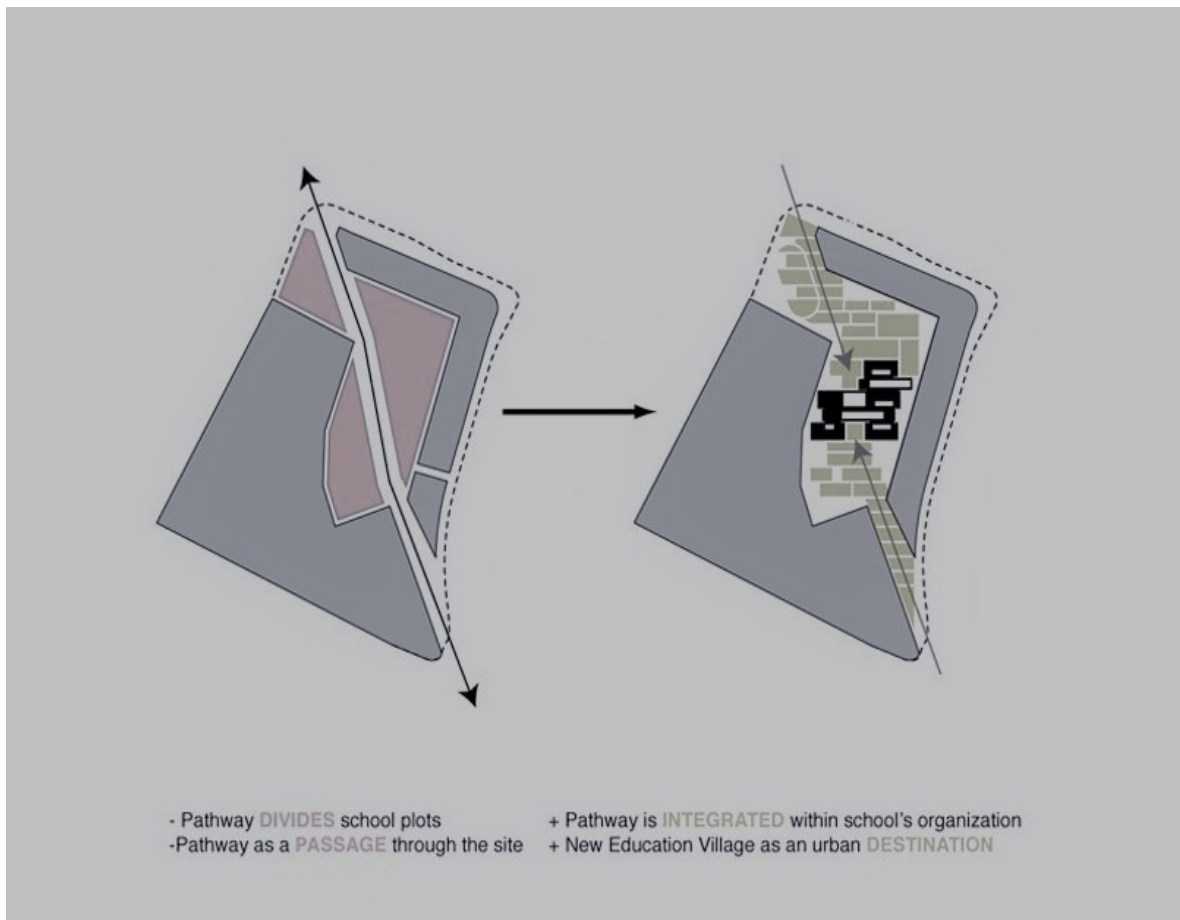 - Pathway DIVIDES school plots
-Pathway as a PASSAGE through the site
+ Pathway is INTEGRATED within school's organization
+ New Education Village as an urban DESTINATION